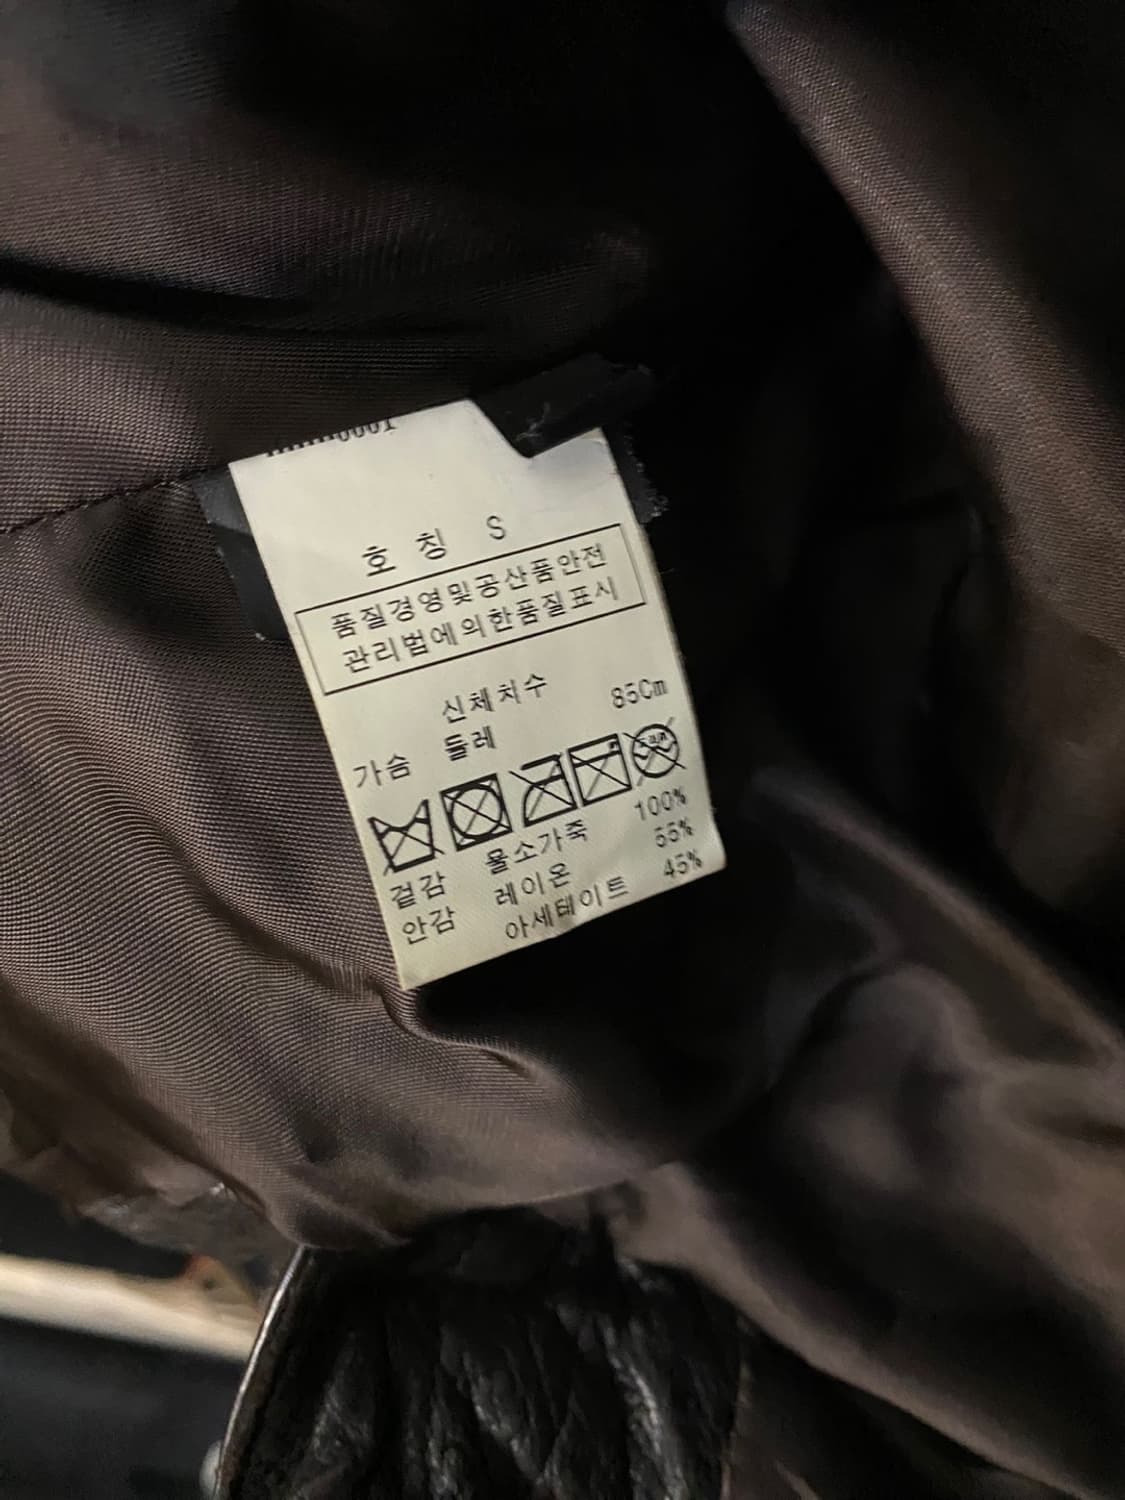 호 칭 S
품질경영및공산품안전
관리법에의한품질표시
신체치수
가슴 둘레 85Cm
겉감 물소가죽 100%
안감 레이온 55%
아세테이트 45%